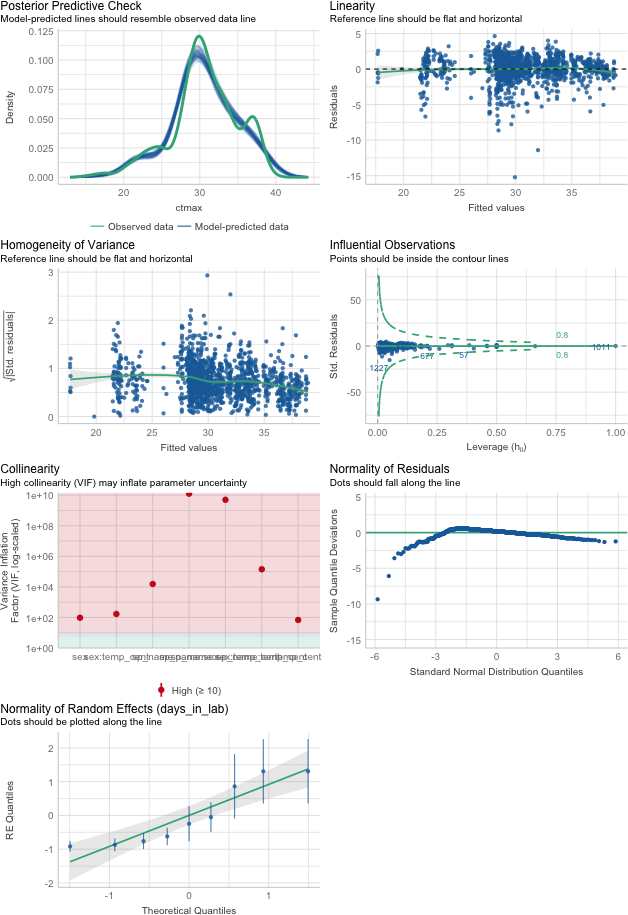 Posterior Predictive Check
Model-predicted lines should resemble observed data line
0.125
0.100
0.075
0.050
0.025
0.000
Density
20
30
40
ctmax
Observed data
Model-predicted data
Linearity
Reference line should be flat and horizontal
5
0
-5
-10
-15
Residuals
20
25
30
35
Fitted values
Homogeneity of Variance
Reference line should be flat and horizontal
3
2
1
0
√|Std. residuals|
20
25
30
35
Fitted values
Influential Observations
Points should be inside the contour lines
50
0
-50
Std. Residuals
0.8
0.8
1011
677
57
1227
0.00
0.25
0.50
0.75
1.00
Leverage (hii)
Collinearity
High collinearity (VIF) may inflate parameter uncertainty
1e+10
1e+08
1e+06
1e+04
1e+02
1e+00
Variance Inflation
Factor (VIF, log-scaled)
sex
sex:temp_
High (≥ 10)
Normality of Residuals
Dots should fall along the line
5
0
-5
-10
-15
Sample Quantile Deviations
-6
-3
0
3
6
Standard Normal Distribution Quantiles
Normality of Random Effects (days_in_lab)
Dots should be plotted along the line
2
1
0
-1
-2
RE Quantiles
-1
0
1
Theoretical Quantiles